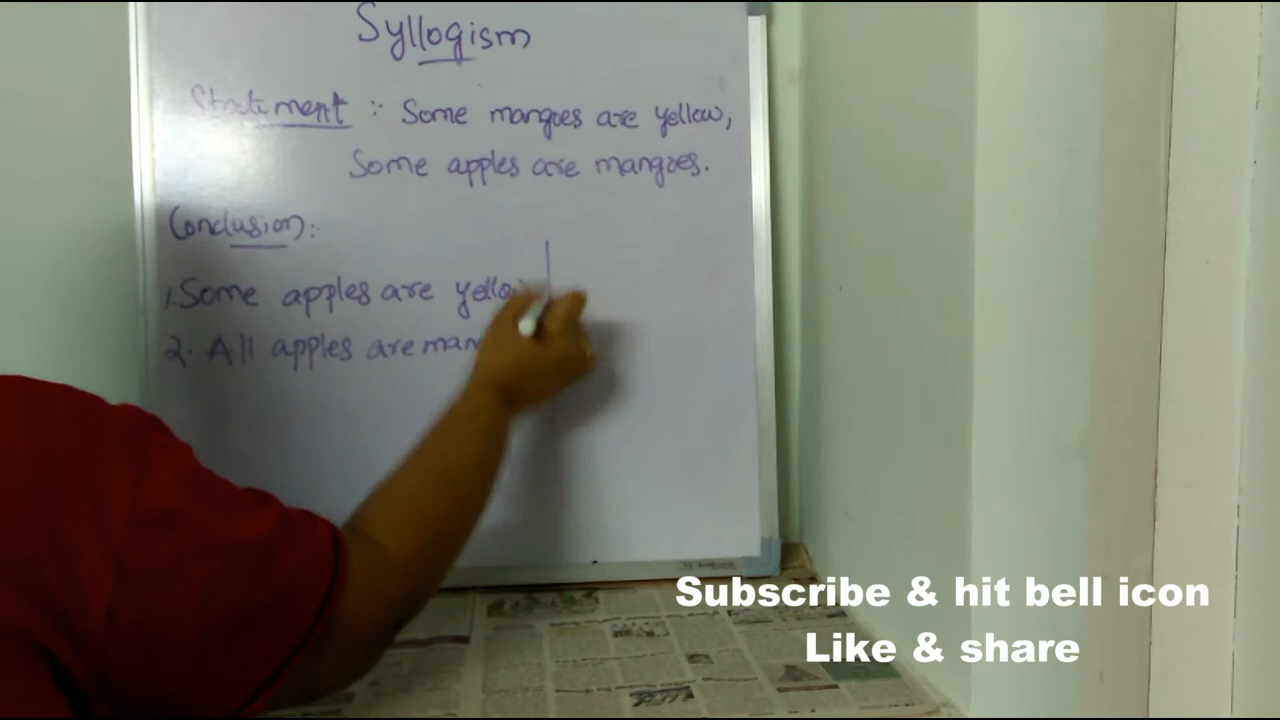 Syllogism
Statement :: Some mangoes are yellow,
Some apples are mangoes.
Conclusion:
1. Some apples are
2. All apples are
Subscribe & hit bell icon
Like & share